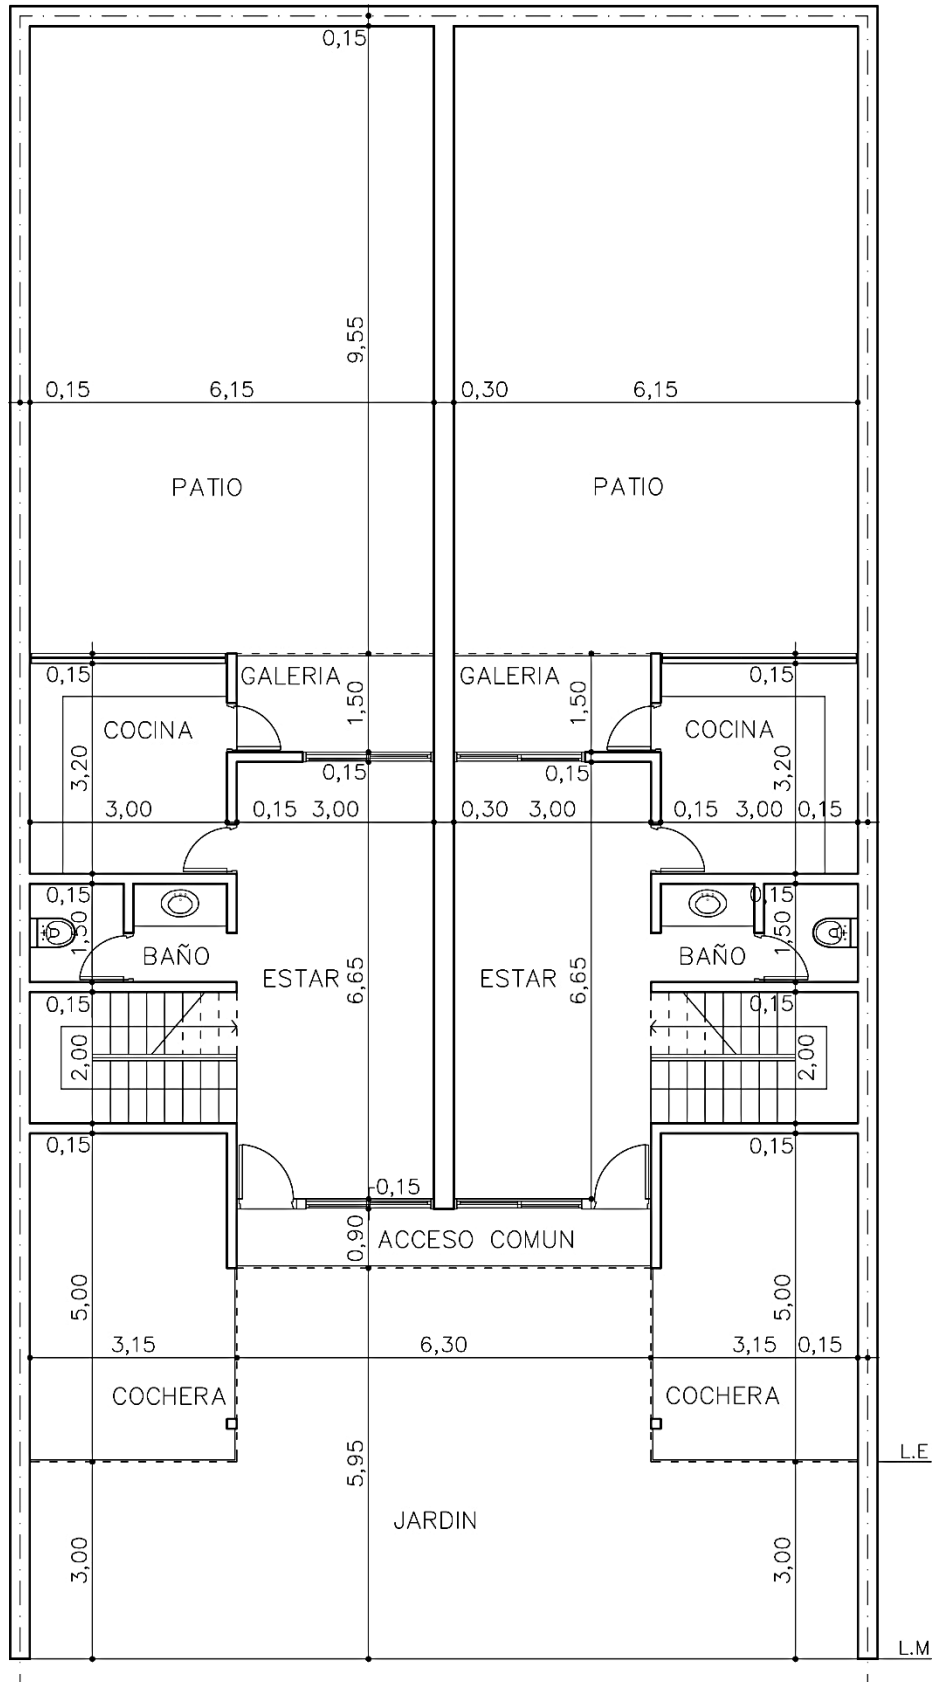 0,15
9,55
0,15 6,15 0,30 6,15
PATIO PATIO
0,15 GALERIA GALERIA 0,15
1,50 1,50
COCINA COCINA
3,20 3,20
0,15 0,15
3,00 0,15 3,00 0,30 3,00 0,15 3,00 0,15
0,15 0,15
1,50 1,50
BAÑO BAÑO
ESTAR 6,65 ESTAR 6,65
0,15 0,15
2,00 2,00
0,15 0,15
0,15
0,90 ACCESO COMUN
5,00 5,00
3,15 6,30 3,15 0,15
COCHERA COCHERA
L.E
5,95
JARDIN
3,00 3,00
L.M